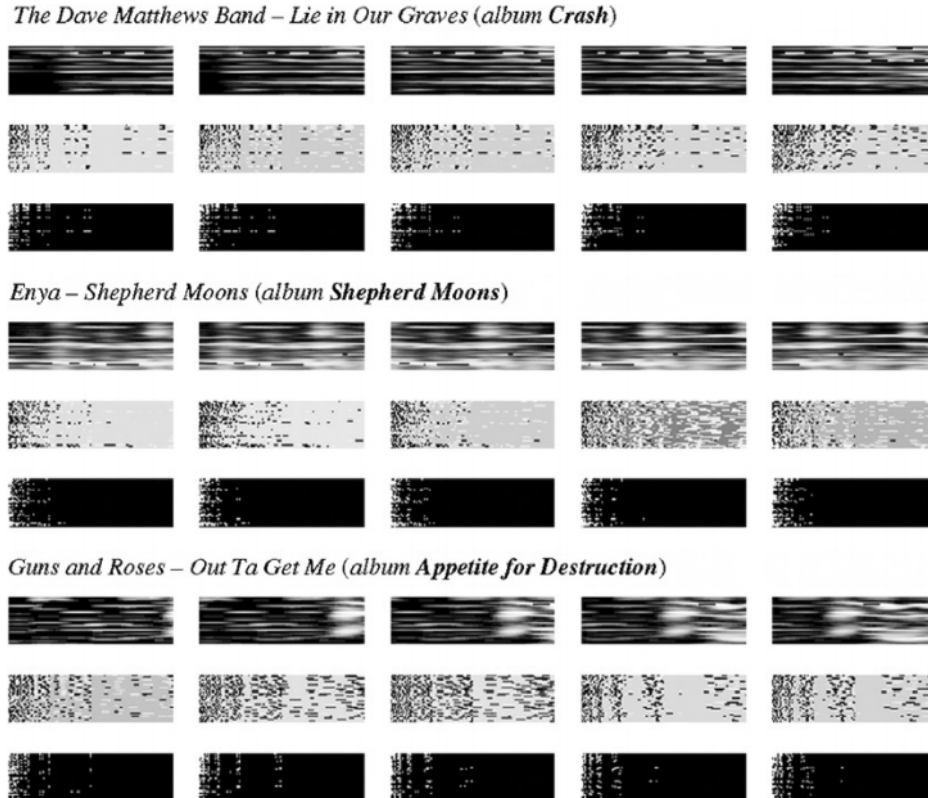 The Dave Matthews Band – Lie in Our Graves (album Crash)
Enya – Shepherd Moons (album Shepherd Moons)
Guns and Roses – Out Ta Get Me (album Appetite for Destruction)